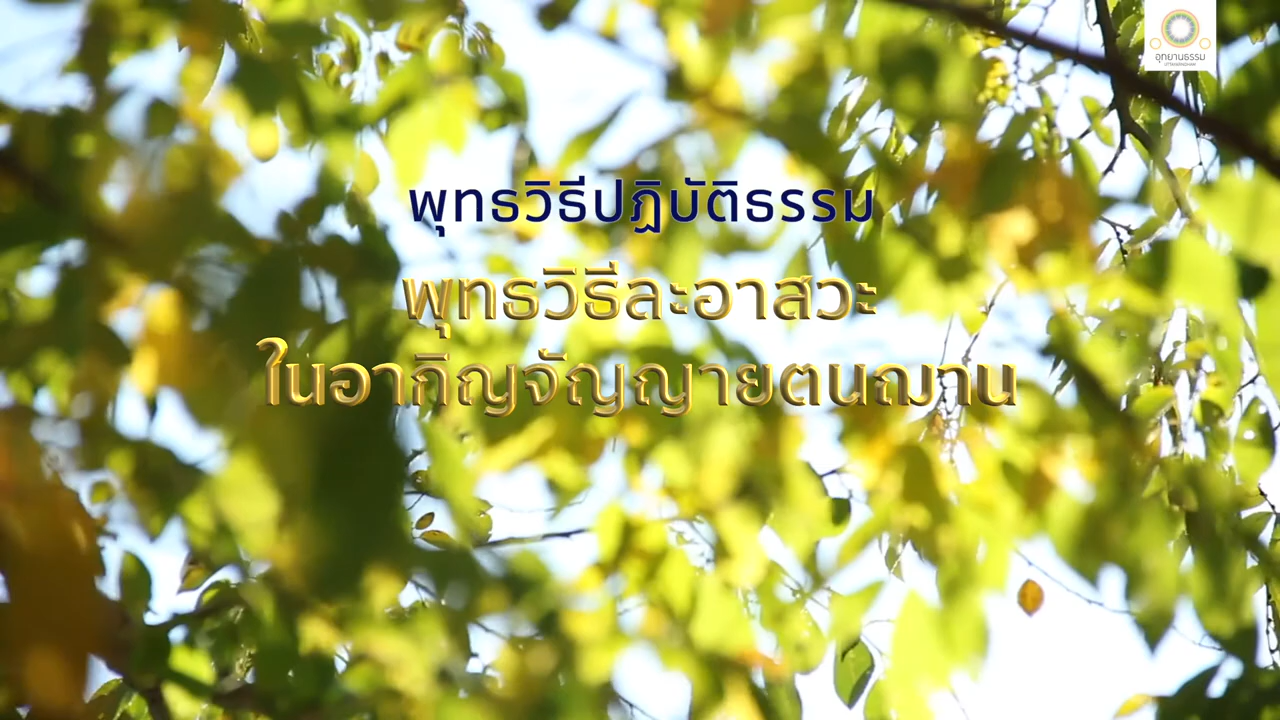 อุทยานธรรม
UTTAYARNDHAM
พุทธวิธีปฏิบัติธรรม
พุทธวิธีละอาสวะ
ในอากิญจัญญายตนฌาน